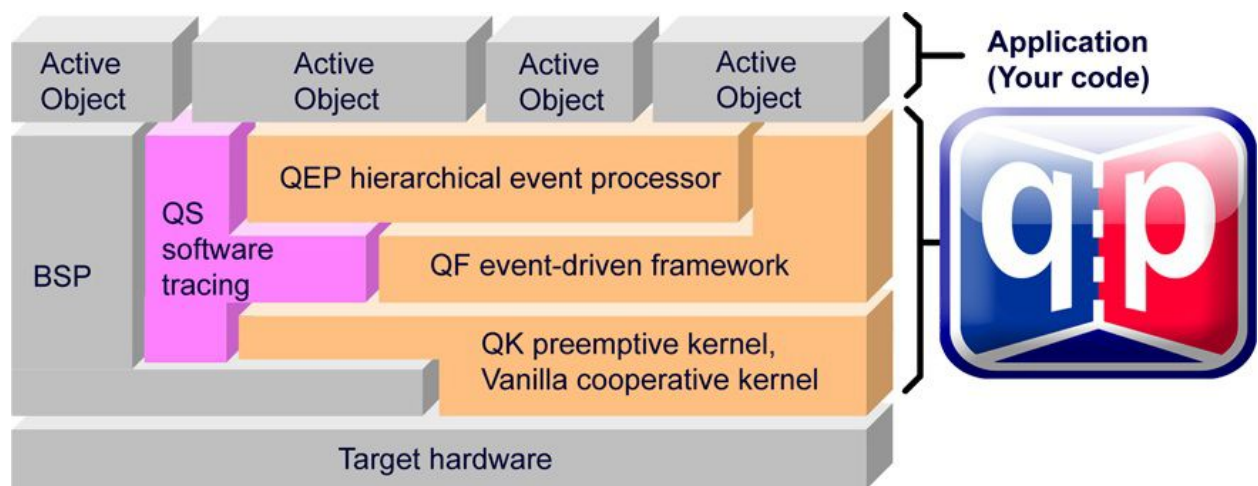 Active
Object
Active
Object
Active
Object
Active
Object
Application
(Your code)
QEP hierarchical event processor
QS
software
tracing
BSP
QF event-driven framework
QK preemptive kernel,
Vanilla cooperative kernel
Target hardware
qp